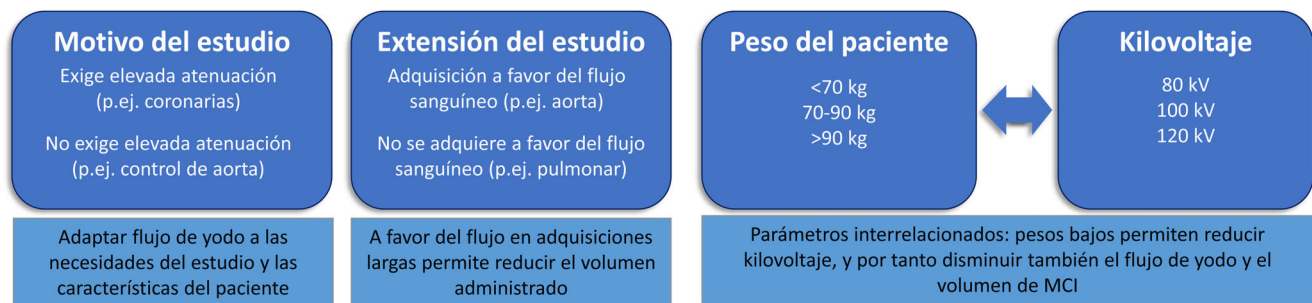 Motivo del estudio
Exige elevada atenuación
(p.ej. coronarias)
No exige elevada atenuación
(p.ej. control de aorta)
Adaptar flujo de yodo a las
necesidades del estudio y las
características del paciente
Extensión del estudio
Adquisición a favor del flujo
sanguíneo (p.ej. aorta)
No se adquiere a favor del flujo
sanguíneo (p.ej. pulmonar)
A favor del flujo en adquisiciones
largas permite reducir el volumen
administrado
Peso del paciente
<70 kg
70-90 kg
>90 kg
Kilovoltaje
80 kV
100 kV
120 kV
Parámetros interrelacionados: pesos bajos permiten reducir
kilovoltaje, y por tanto disminuir también el flujo de yodo y el
volumen de MCI